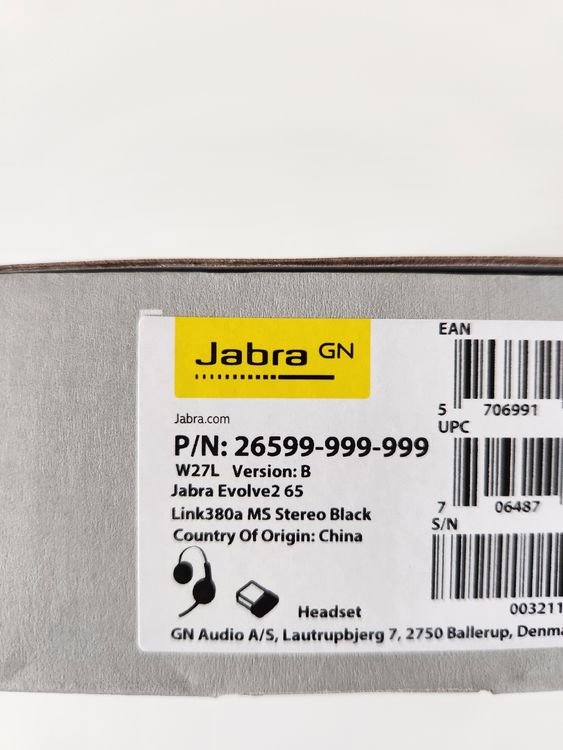 Jabra GN
Jabra.com
P/N: 26599-999-999
W27L Version: B
Jabra Evolve2 65
Link380a MS Stereo Black
Country Of Origin: China
Headset
GN Audio A/S, Lautrupbjerg 7, 2750 Ballerup, Denma
EAN
5 706991
UPC
7 06487
S/N
003211